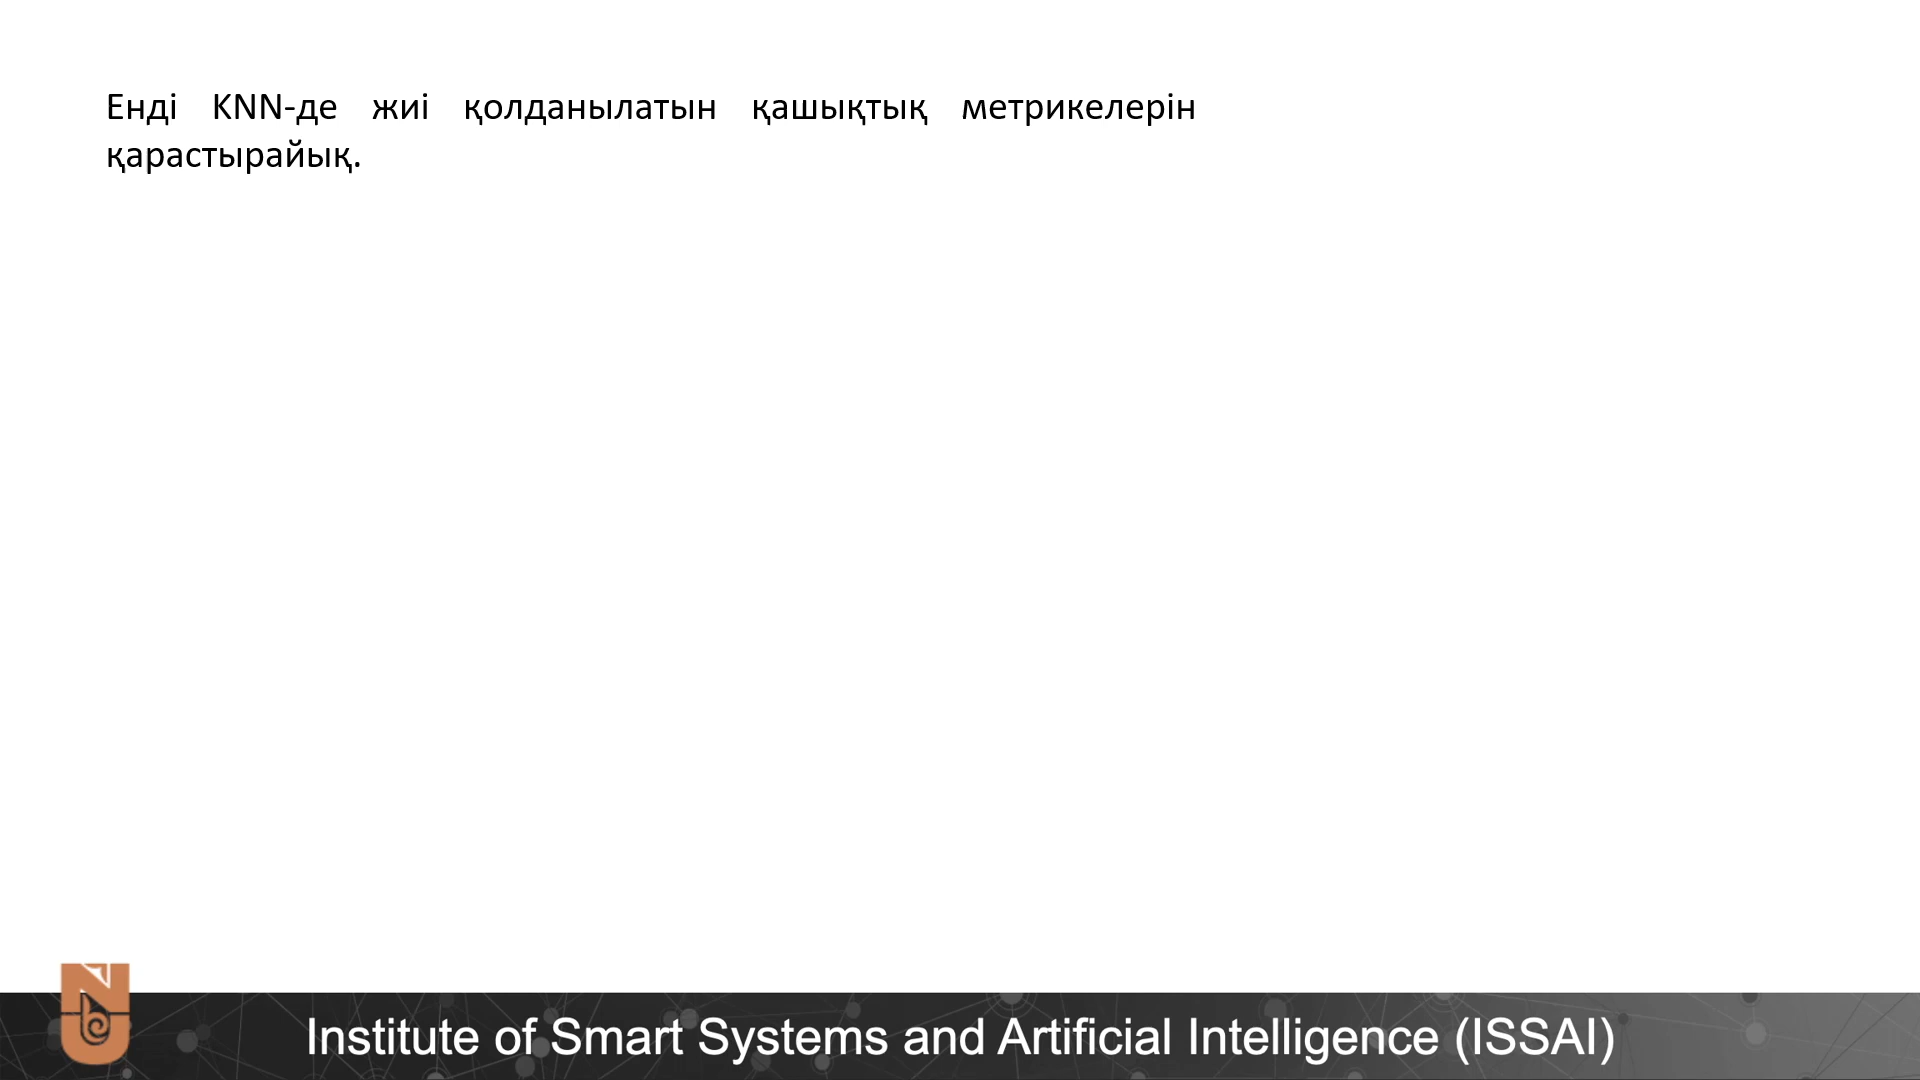 Енді KNN-де жиі қолданылатын қашықтық метрикелерін
қарастырайық.
Institute of Smart Systems and Artificial Intelligence (ISSAI)